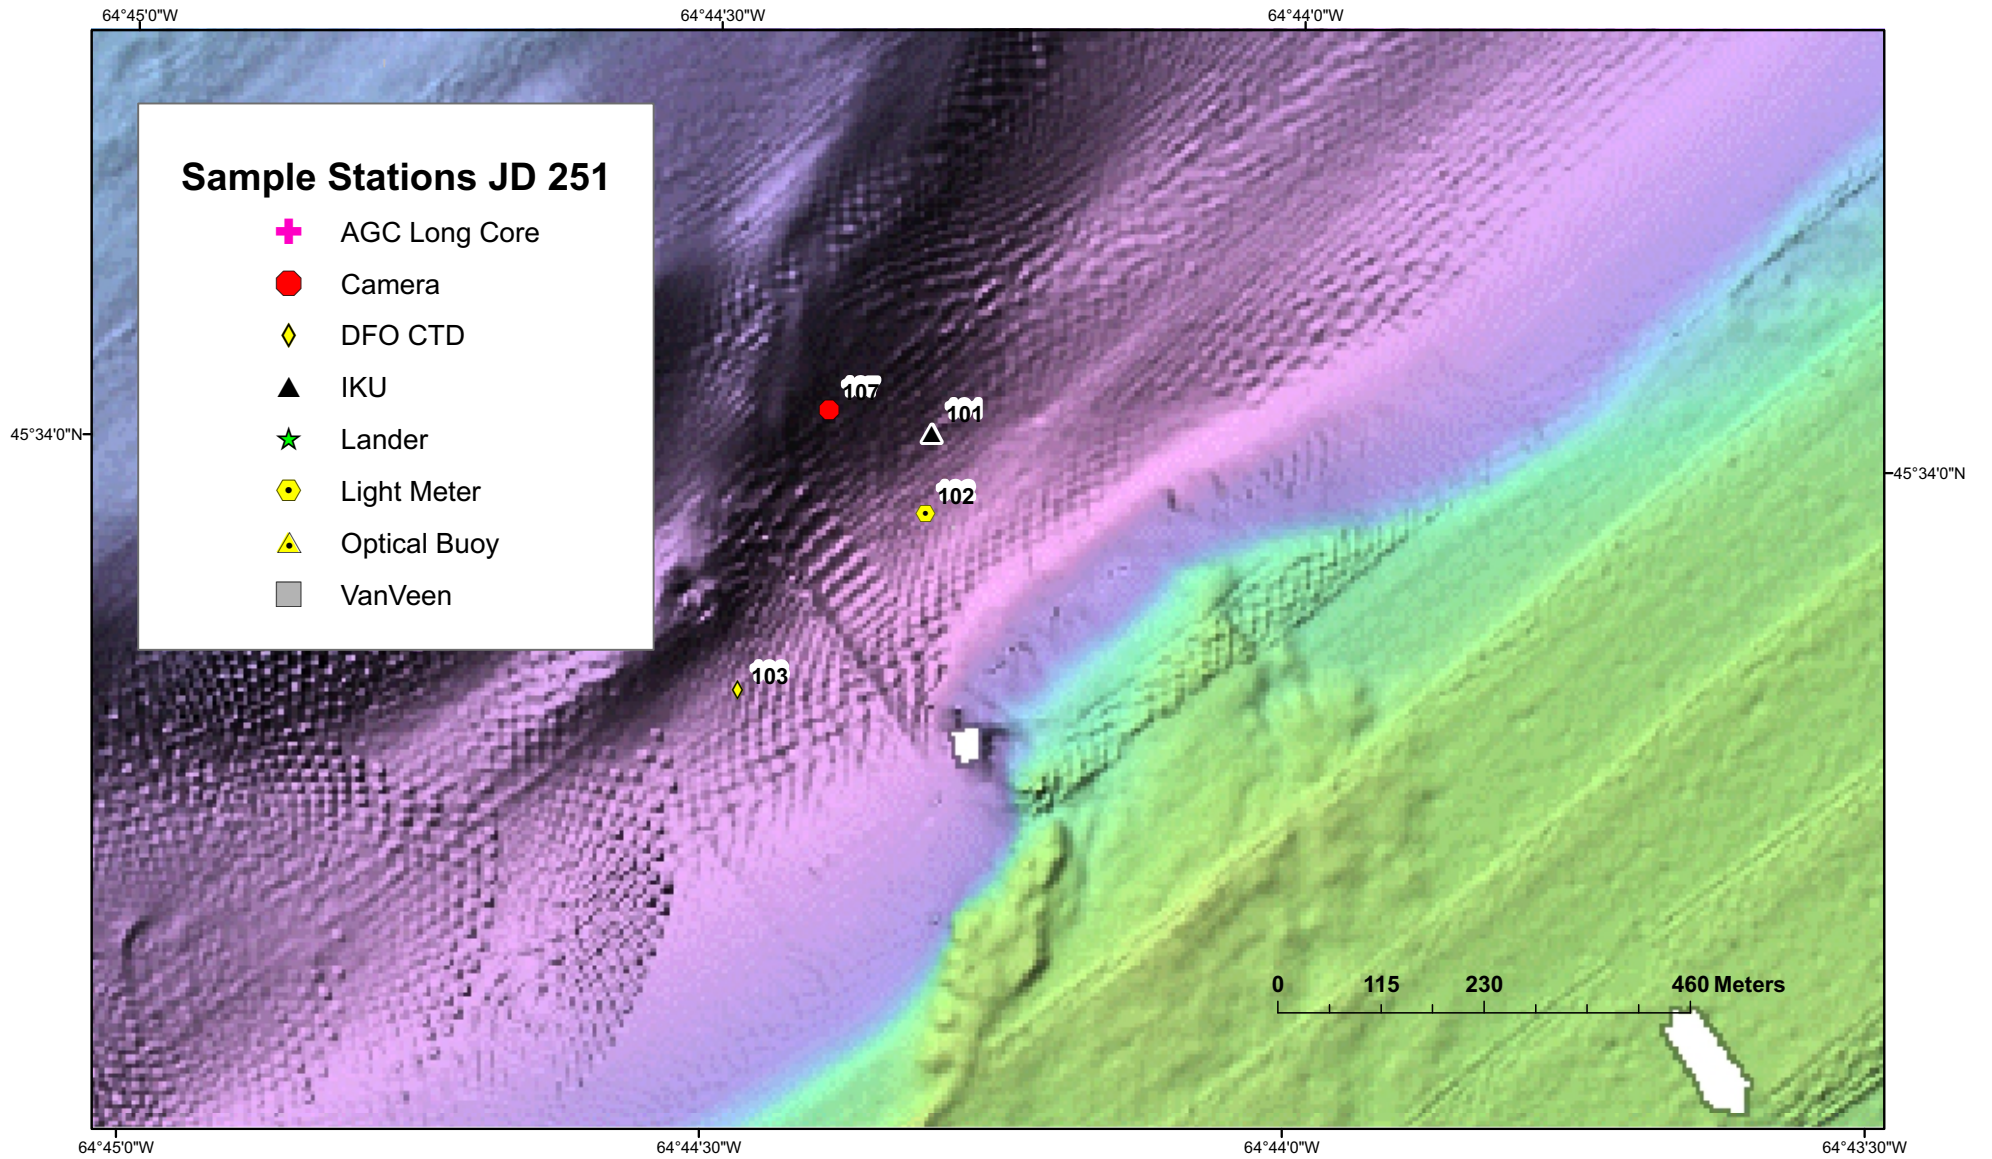 64°45'0"W 64°44'30"W 64°44'0"W
Sample Stations JD 251
AGC Long Core
Camera
DFO CTD
IKU
Lander
Light Meter
Optical Buoy
VanVeen
107
101
45°34'0"N
45°34'0"N
102
103
0 115 230 460 Meters
64°45'0"W 64°44'30"W 64°44'0"W 64°43'30"W